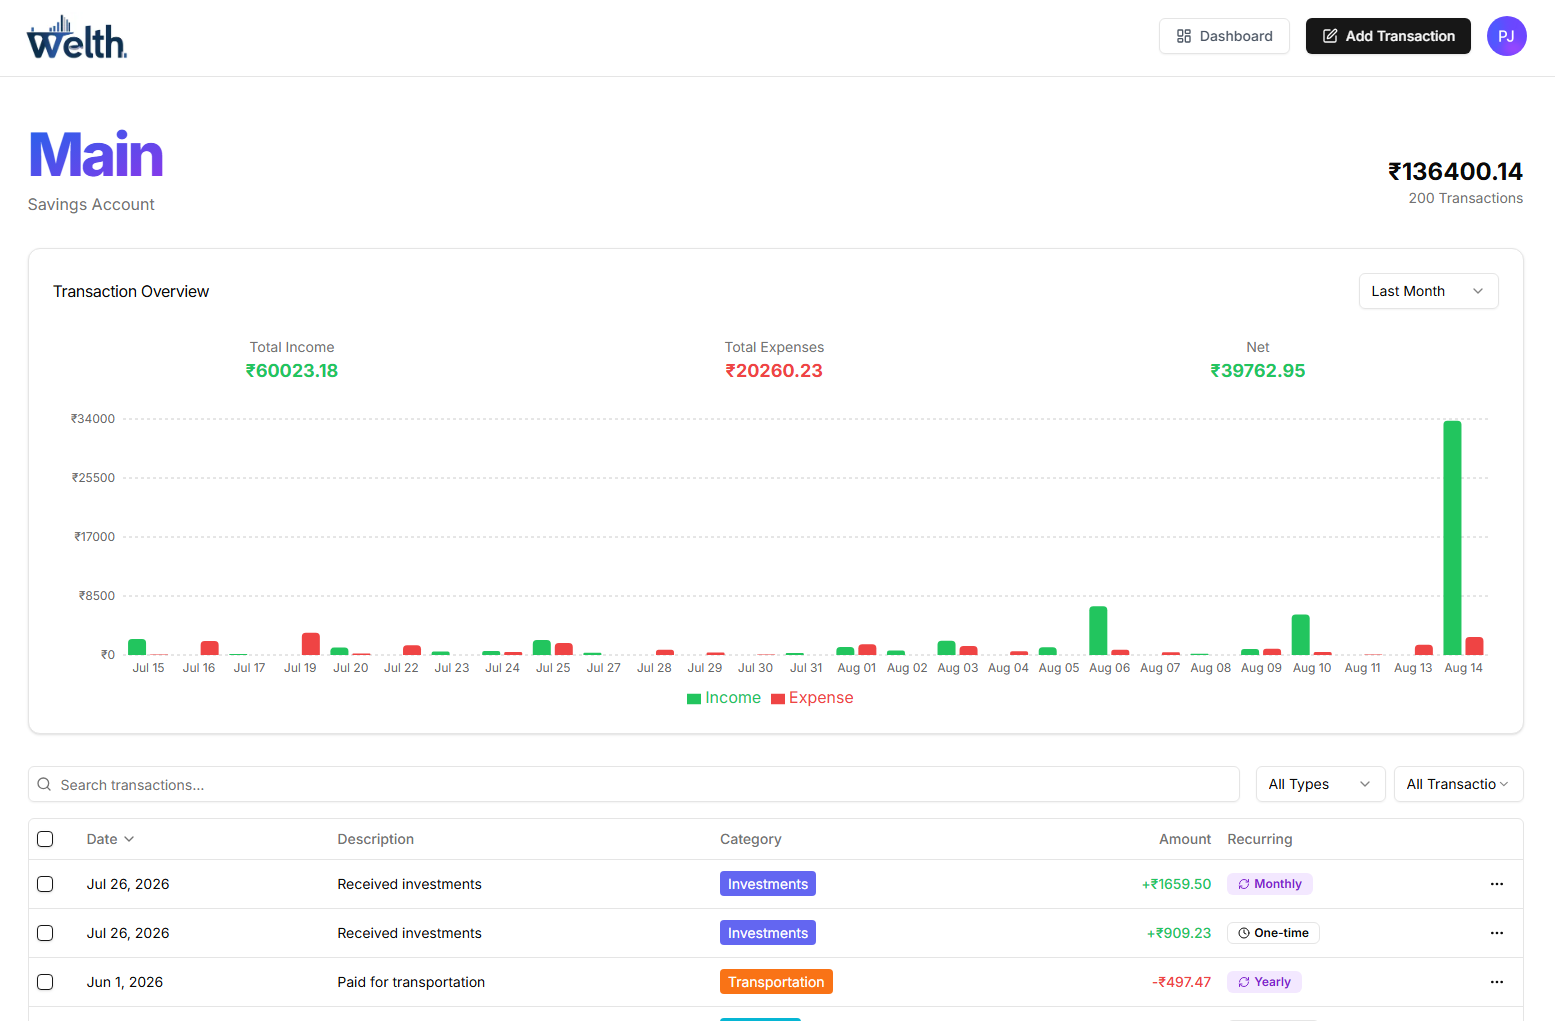 Welth.
Dashboard
Add Transaction
PJ
Main
Savings Account
₹136400.14
200 Transactions
Transaction Overview
Last Month
Total Income
Total Expenses
Net
₹60023.18
₹20260.23
₹39762.95
₹34000
₹25500
₹17000
₹8500
₹0
Jul 15 Jul 16 Jul 17 Jul 19 Jul 20 Jul 22 Jul 23 Jul 24 Jul 25 Jul 27 Jul 28 Jul 29 Jul 30 Jul 31 Aug 01 Aug 02 Aug 03 Aug 04 Aug 05 Aug 06 Aug 07 Aug 08 Aug 09 Aug 10 Aug 11 Aug 13 Aug 14
Income Expense
Search transactions...
All Types
All Transactio
Date Description Category Amount Recurring
Jul 26, 2026 Received investments Investments +₹1659.50 Monthly
Jul 26, 2026 Received investments Investments +₹909.23 One-time
Jun 1, 2026 Paid for transportation Transportation -₹497.47 Yearly